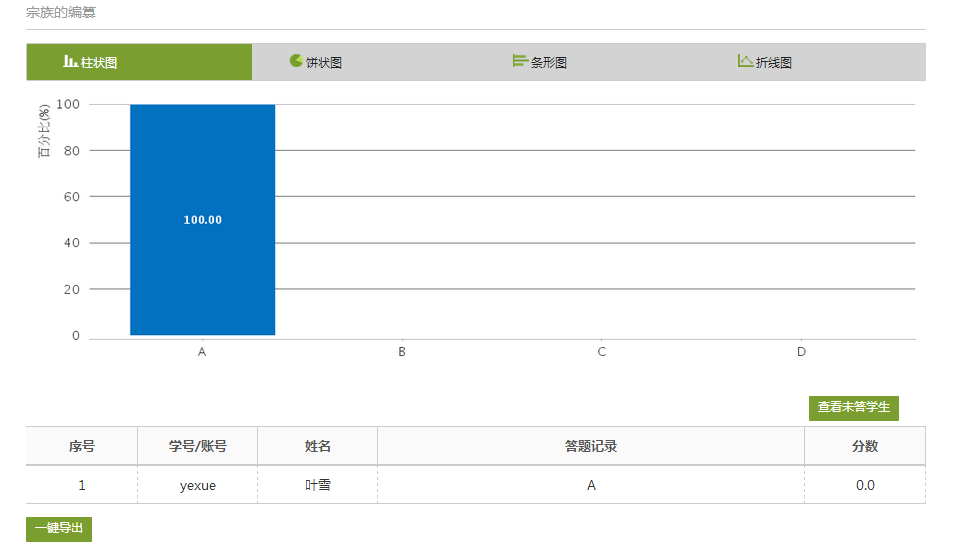 宗族的编纂
柱状图 饼状图 条形图 折线图
百分比(%)
100
80
60
40
20
0
100.00
A B C D
查看未答学生
序号 学号/账号 姓名 答题记录 分数
1 yexue 叶雪 A 0.0
一键导出